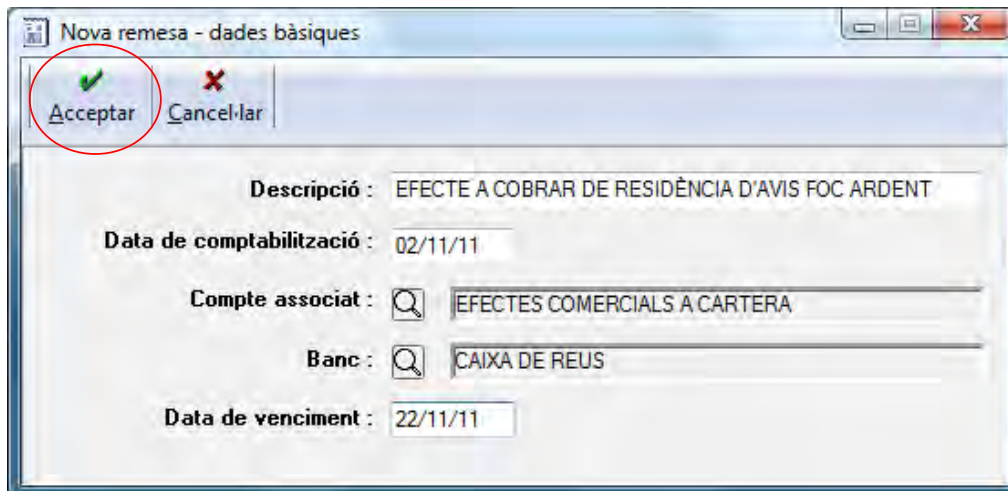 Nova remesa - dades bàsiques
Acceptar Cancel·lar
Descripció : EFECTE A COBRAR DE RESIDÈNCIA D'AVIS FOC ARDENT
Data de comptabilització : 02/11/11
Compte associat : EFECTES COMERCIALS A CARTERA
Banc : CAIXA DE REUS
Data de venciment : 22/11/11